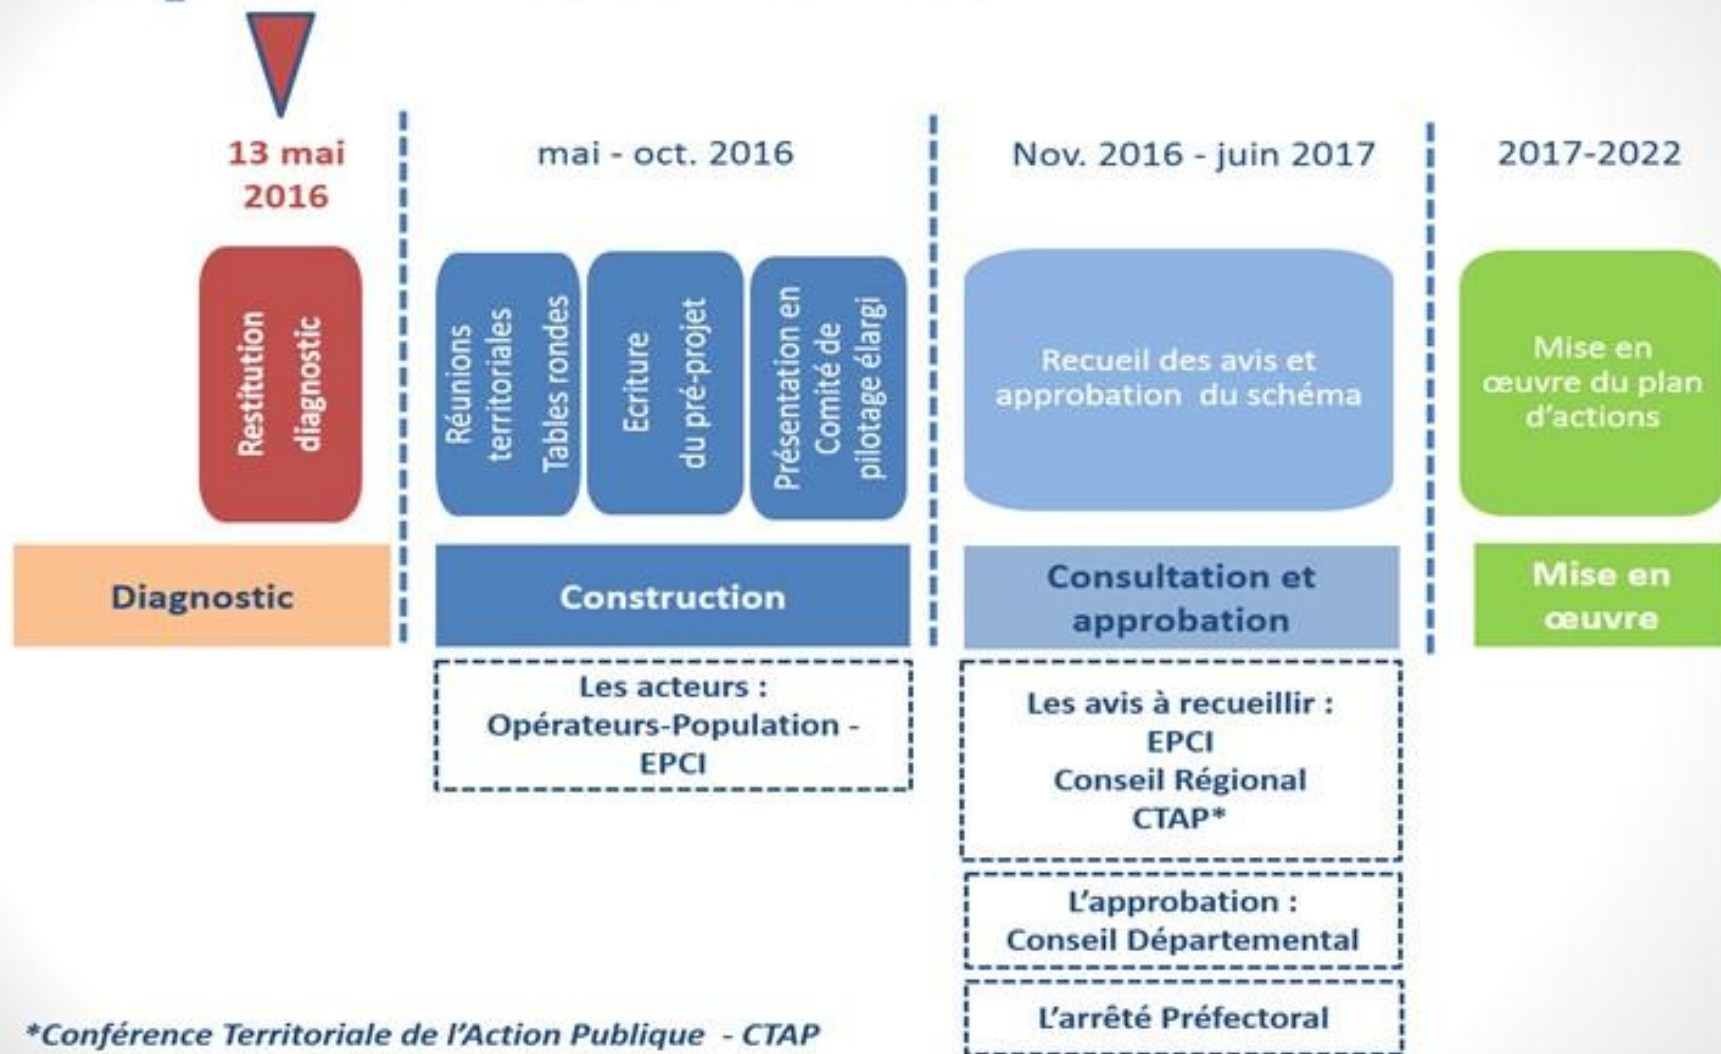 13 mai
2016
mai - oct. 2016
Nov. 2016 - juin 2017
2017-2022
Restitution
diagnostic
Réunions
territoriales
Tables rondes
Ecriture
du pré-projet
Présentation en
Comité de
pilotage élargi
Recueil des avis et
approbation du schéma
Mise en
œuvre du plan
d'actions
Diagnostic
Construction
Consultation et
approbation
Mise en
œuvre
Les acteurs :
Opérateurs-Population -
EPCI
Les avis à recueillir :
EPCI
Conseil Régional
CTAP*
L'approbation :
Conseil Départemental
L'arrêté Préfectoral
*Conférence Territoriale de l'Action Publique - CTAP